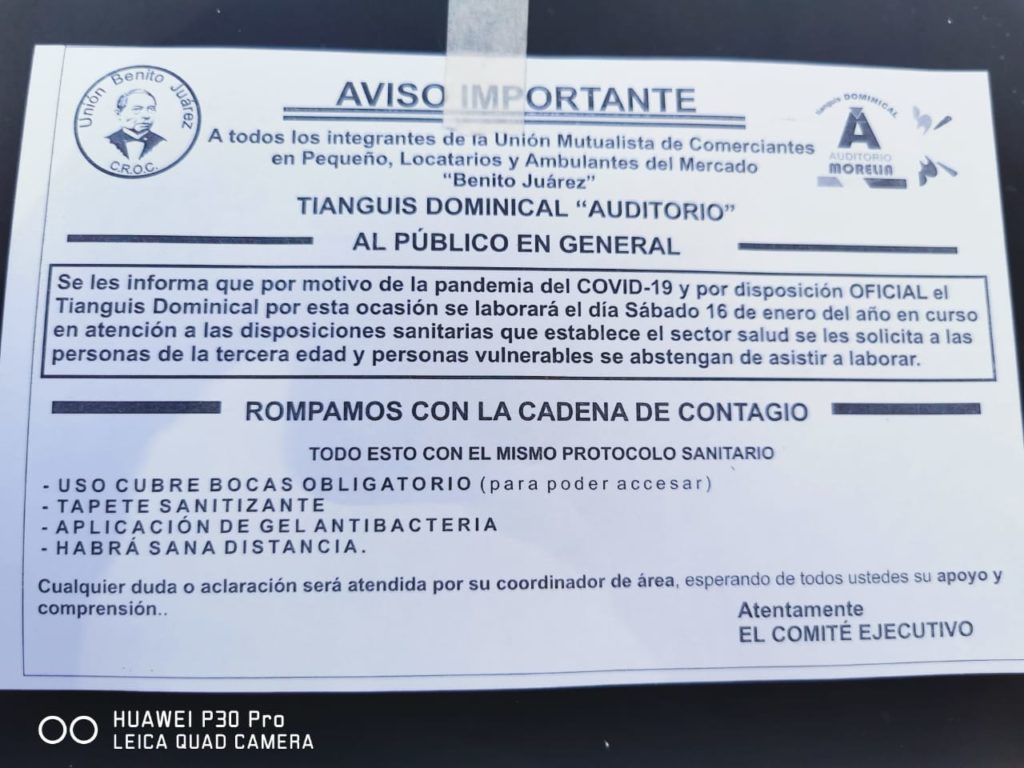 Unión Benito Juárez
C.R.O.C.
Tianguis DOMINICAL
A
AUDITORIO
MORELIA
AVISO IMPORTANTE
A todos los integrantes de la Unión Mutualista de Comerciantes
en Pequeño, Locatarios y Ambulantes del Mercado
“Benito Juárez”
TIANGUIS DOMINICAL “AUDITORIO”
AL PÚBLICO EN GENERAL
Se les informa que por motivo de la pandemia del COVID-19 y por disposición OFICIAL el
Tianguis Dominical por esta ocasión se laborará el día Sábado 16 de enero del año en curso
en atención a las disposiciones sanitarias que establece el sector salud se les solicita a las
personas de la tercera edad y personas vulnerables se abstengan de asistir a laborar.
ROMPAMOS CON LA CADENA DE CONTAGIO
TODO ESTO CON EL MISMO PROTOCOLO SANITARIO
- USO CUBRE BOCAS OBLIGATORIO (para poder accesar)
- TAPETE SANITIZANTE
- APLICACIÓN DE GEL ANTIBACTERIA
- HABRÁ SANA DISTANCIA.
Cualquier duda o aclaración será atendida por su coordinador de área, esperando de todos ustedes su apoyo y
comprensión..
Atentamente
EL COMITÉ EJECUTIVO
HUAWEI P30 Pro
LEICA QUAD CAMERA